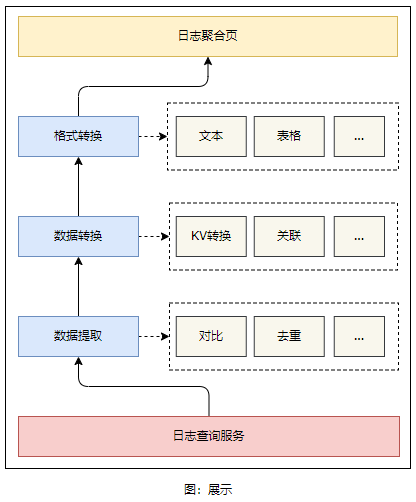 日志聚合页
格式转换
文本
表格
...
数据转换
KV转换
关联
...
数据提取
对比
去重
...
日志查询服务
图：展示